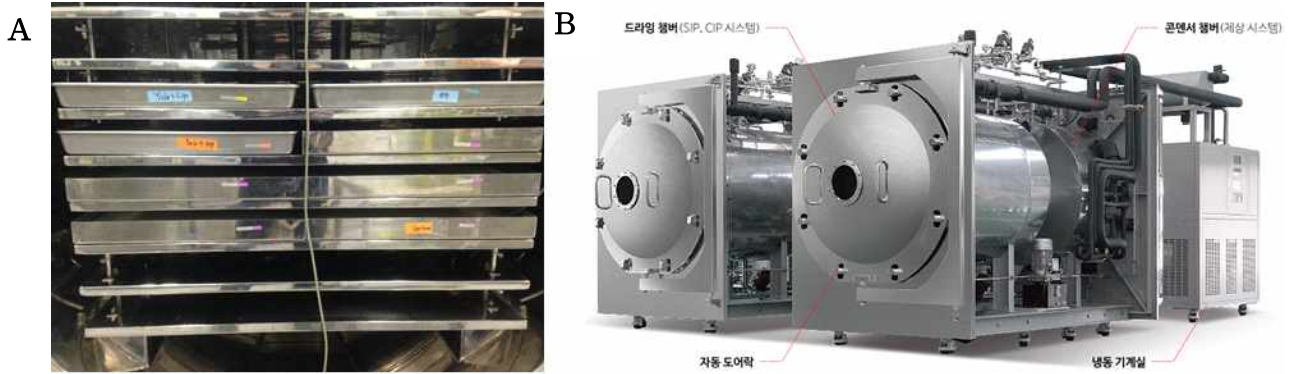 A
B
드라잉 챔버(SIP, CIP 시스템)
콘덴서 챔버(제상 시스템)
자동 도어락
냉동 기계실